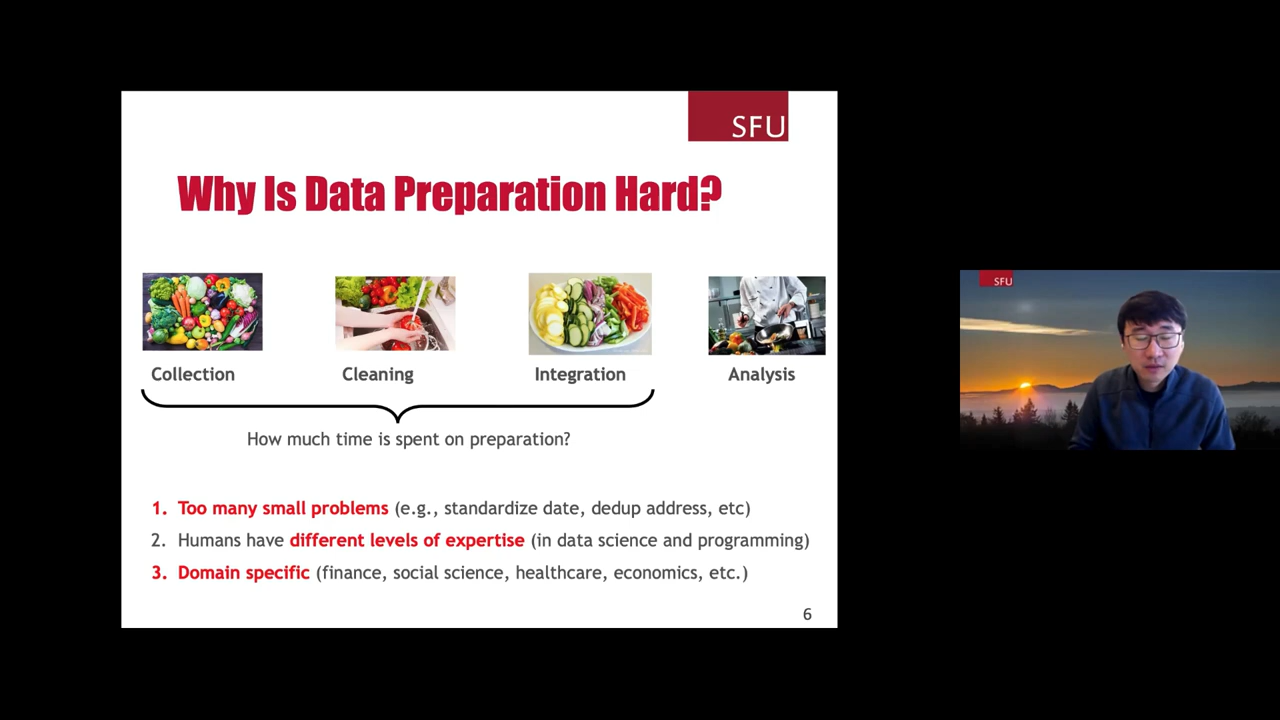 SFU
Why Is Data Preparation Hard?
Collection
Cleaning
Integration
Analysis
How much time is spent on preparation?
1. Too many small problems (e.g., standardize date, dedup address, etc)
2. Humans have different levels of expertise (in data science and programming)
3. Domain specific (finance, social science, healthcare, economics, etc.)
6
SFU